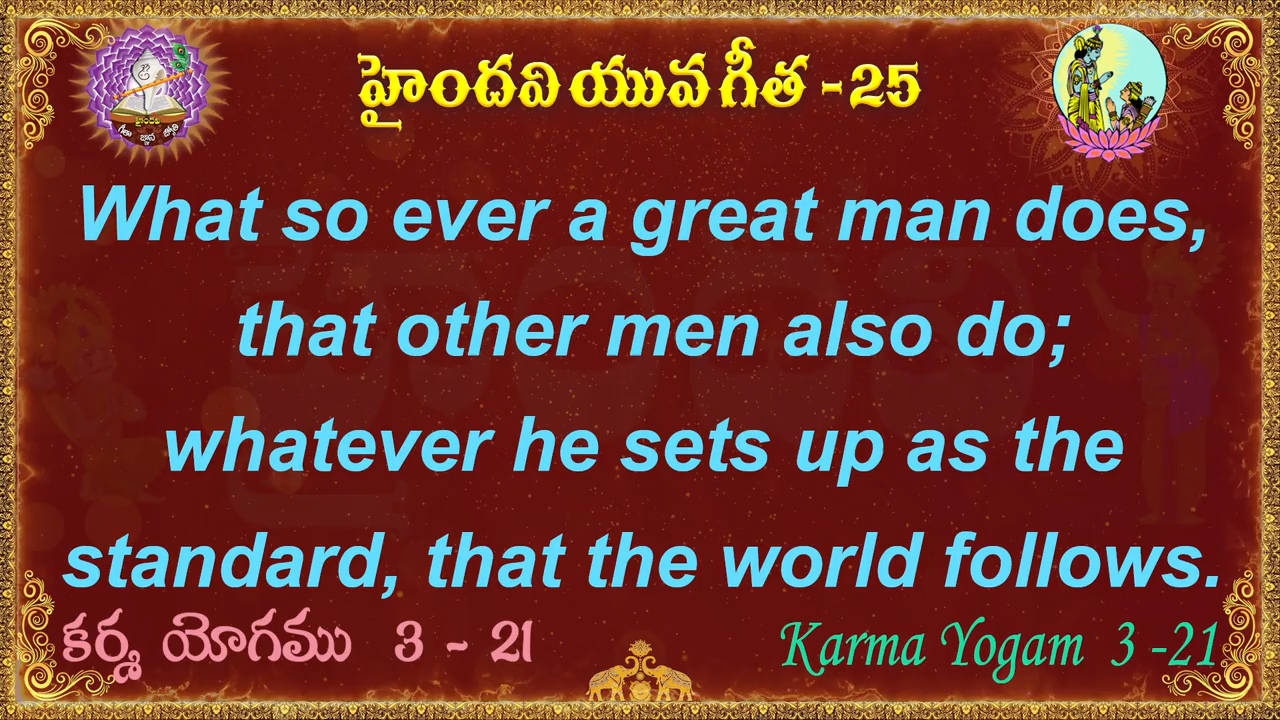 హైందవి యువ గీత - 25
What so ever a great man does,
that other men also do;
whatever he sets up as the
standard, that the world follows.
కర్మ యోగము 3 - 21
Karma Yogam 3 -21
హైందవి
గీతా జ్ఞాన జ్యోతి